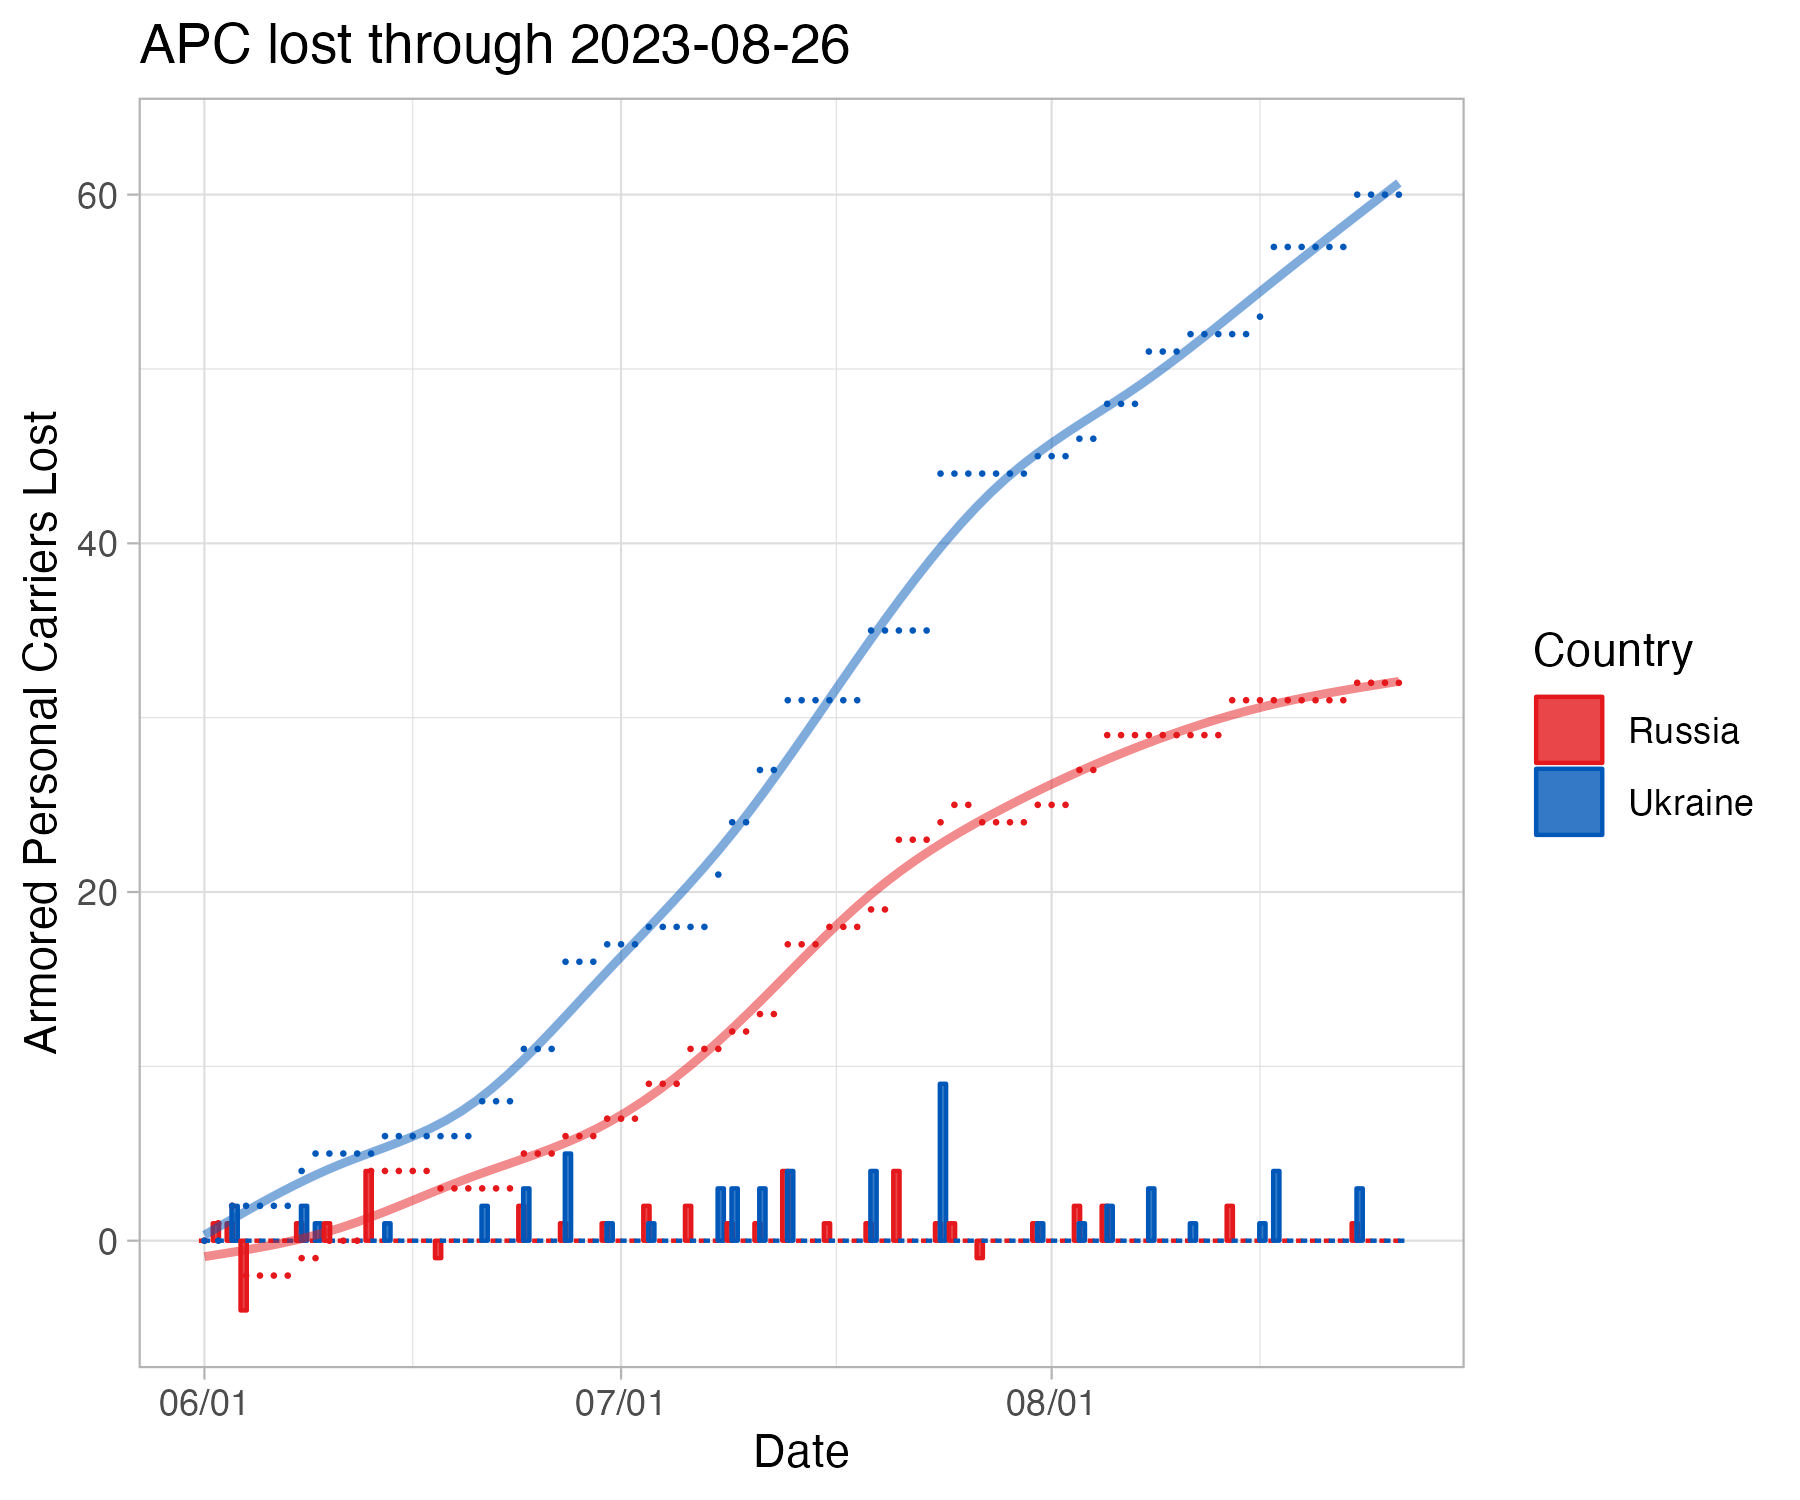 APC lost through 2023-08-26
Armored Personal Carriers Lost
60
40
20
0
06/01
07/01
08/01
Date
Country
Russia
Ukraine